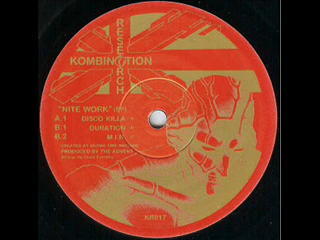 RESEARCH
KOMBINATION
"NITE WORK"
A.1 DISCO KILLA
B.1 DURATION
B.2 M.I.K.
PRODUCED BY THE ADVENT
KR017